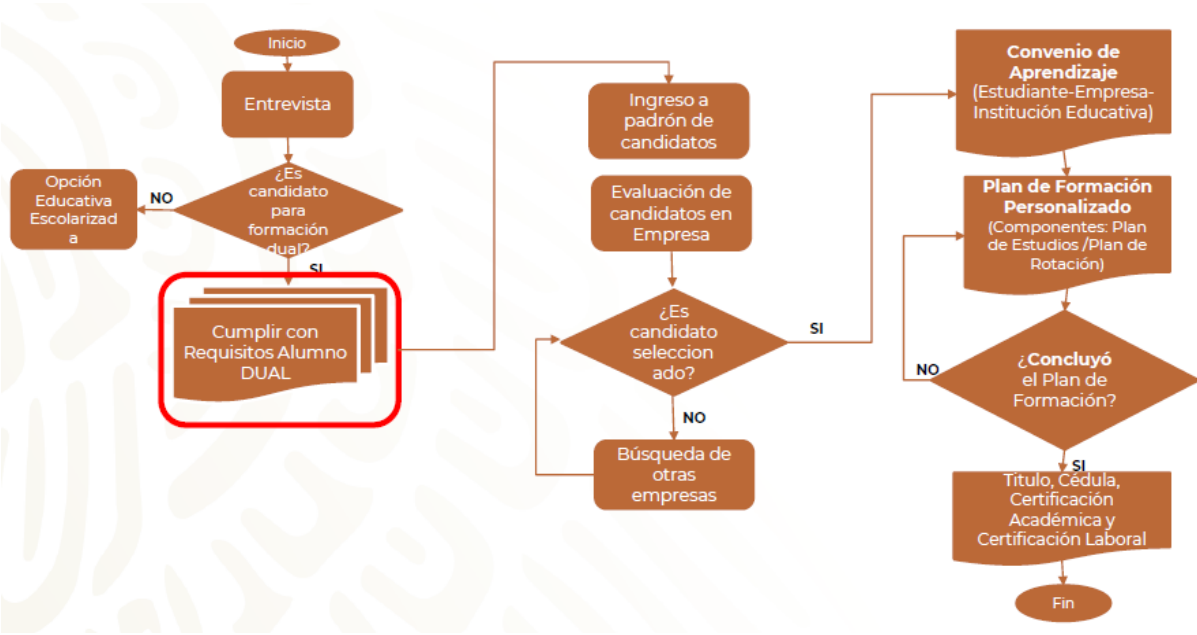 Inicio
Entrevista
¿Es
candidato
para
formación
dual?
NO
Opción
Educativa
Escolarizad
a
SI
Cumplir con
Requisitos Alumno
DUAL
Ingreso a
padrón de
candidatos
Evaluación de
candidatos en
Empresa
¿Es
candidato
seleccion
ado?
SI
NO
Búsqueda de
otras
empresas
Convenio de
Aprendizaje
(Estudiante-Empresa-
Institución Educativa)
Plan de Formación
Personalizado
(Componentes: Plan
de Estudios /Plan de
Rotación)
¿Concluyó
el Plan de
Formación?
NO
SI
Titulo, Cédula,
Certificación
Académica y
Certificación Laboral
Fin